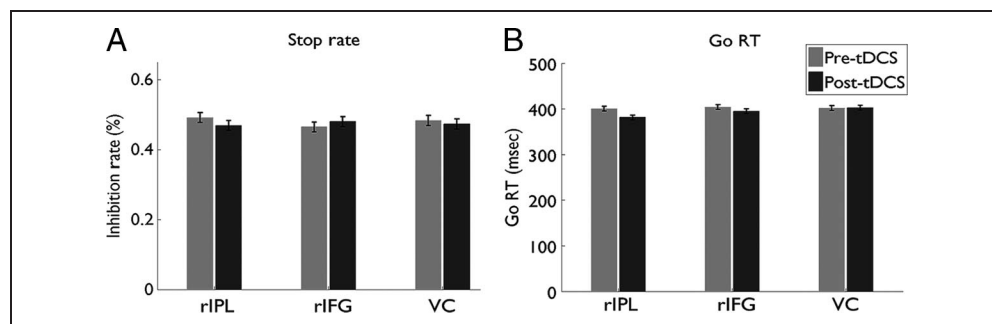 A
Stop rate
Inhibition rate (%)
0.6
0.4
0.2
0
rIPL rIFG VC
B
Go RT
Pre-tDCS
Post-tDCS
Go RT (msec)
500
400
300
200
100
0
rIPL rIFG VC